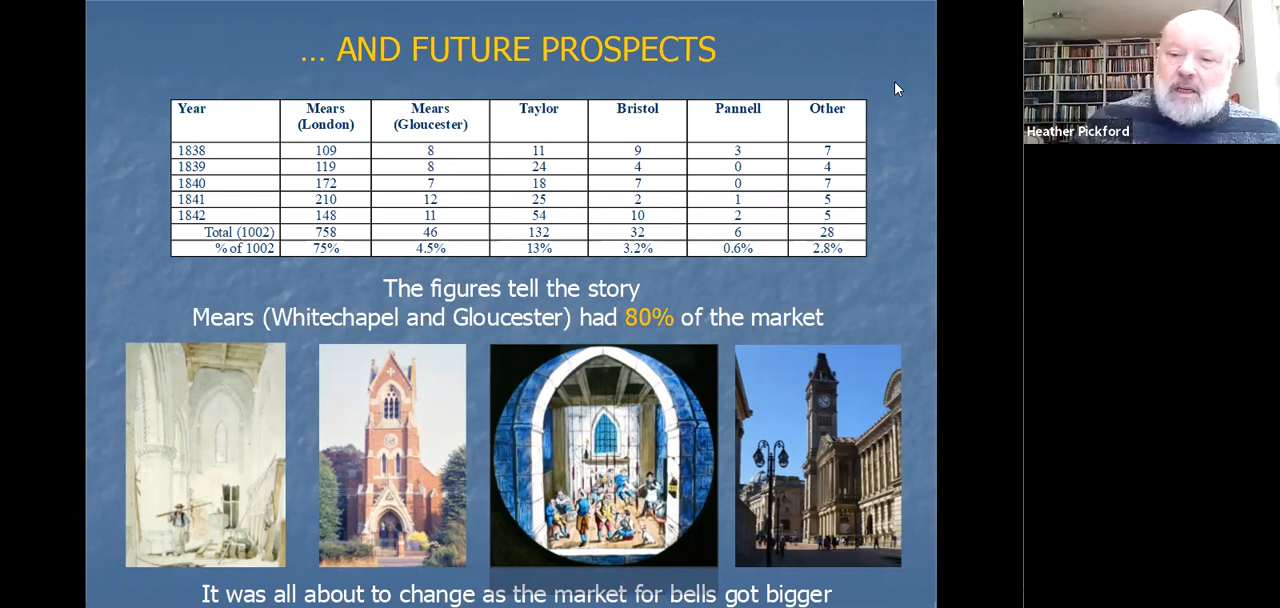 ... AND FUTURE PROSPECTS
Year Mears (London) Mears (Gloucester) Taylor Bristol Pannell Other
1838 109 8 11 9 3 7
1839 119 8 24 4 0 4
1840 172 7 18 7 0 7
1841 210 12 25 2 1 5
1842 148 11 54 10 2 5
Total (1002) 758 46 132 32 6 28
% of 1002 75% 4.5% 13% 3.2% 0.6% 2.8%
The figures tell the story
Mears (Whitechapel and Gloucester) had 80% of the market
It was all about to change as the market for bells got bigger
Heather Pickford